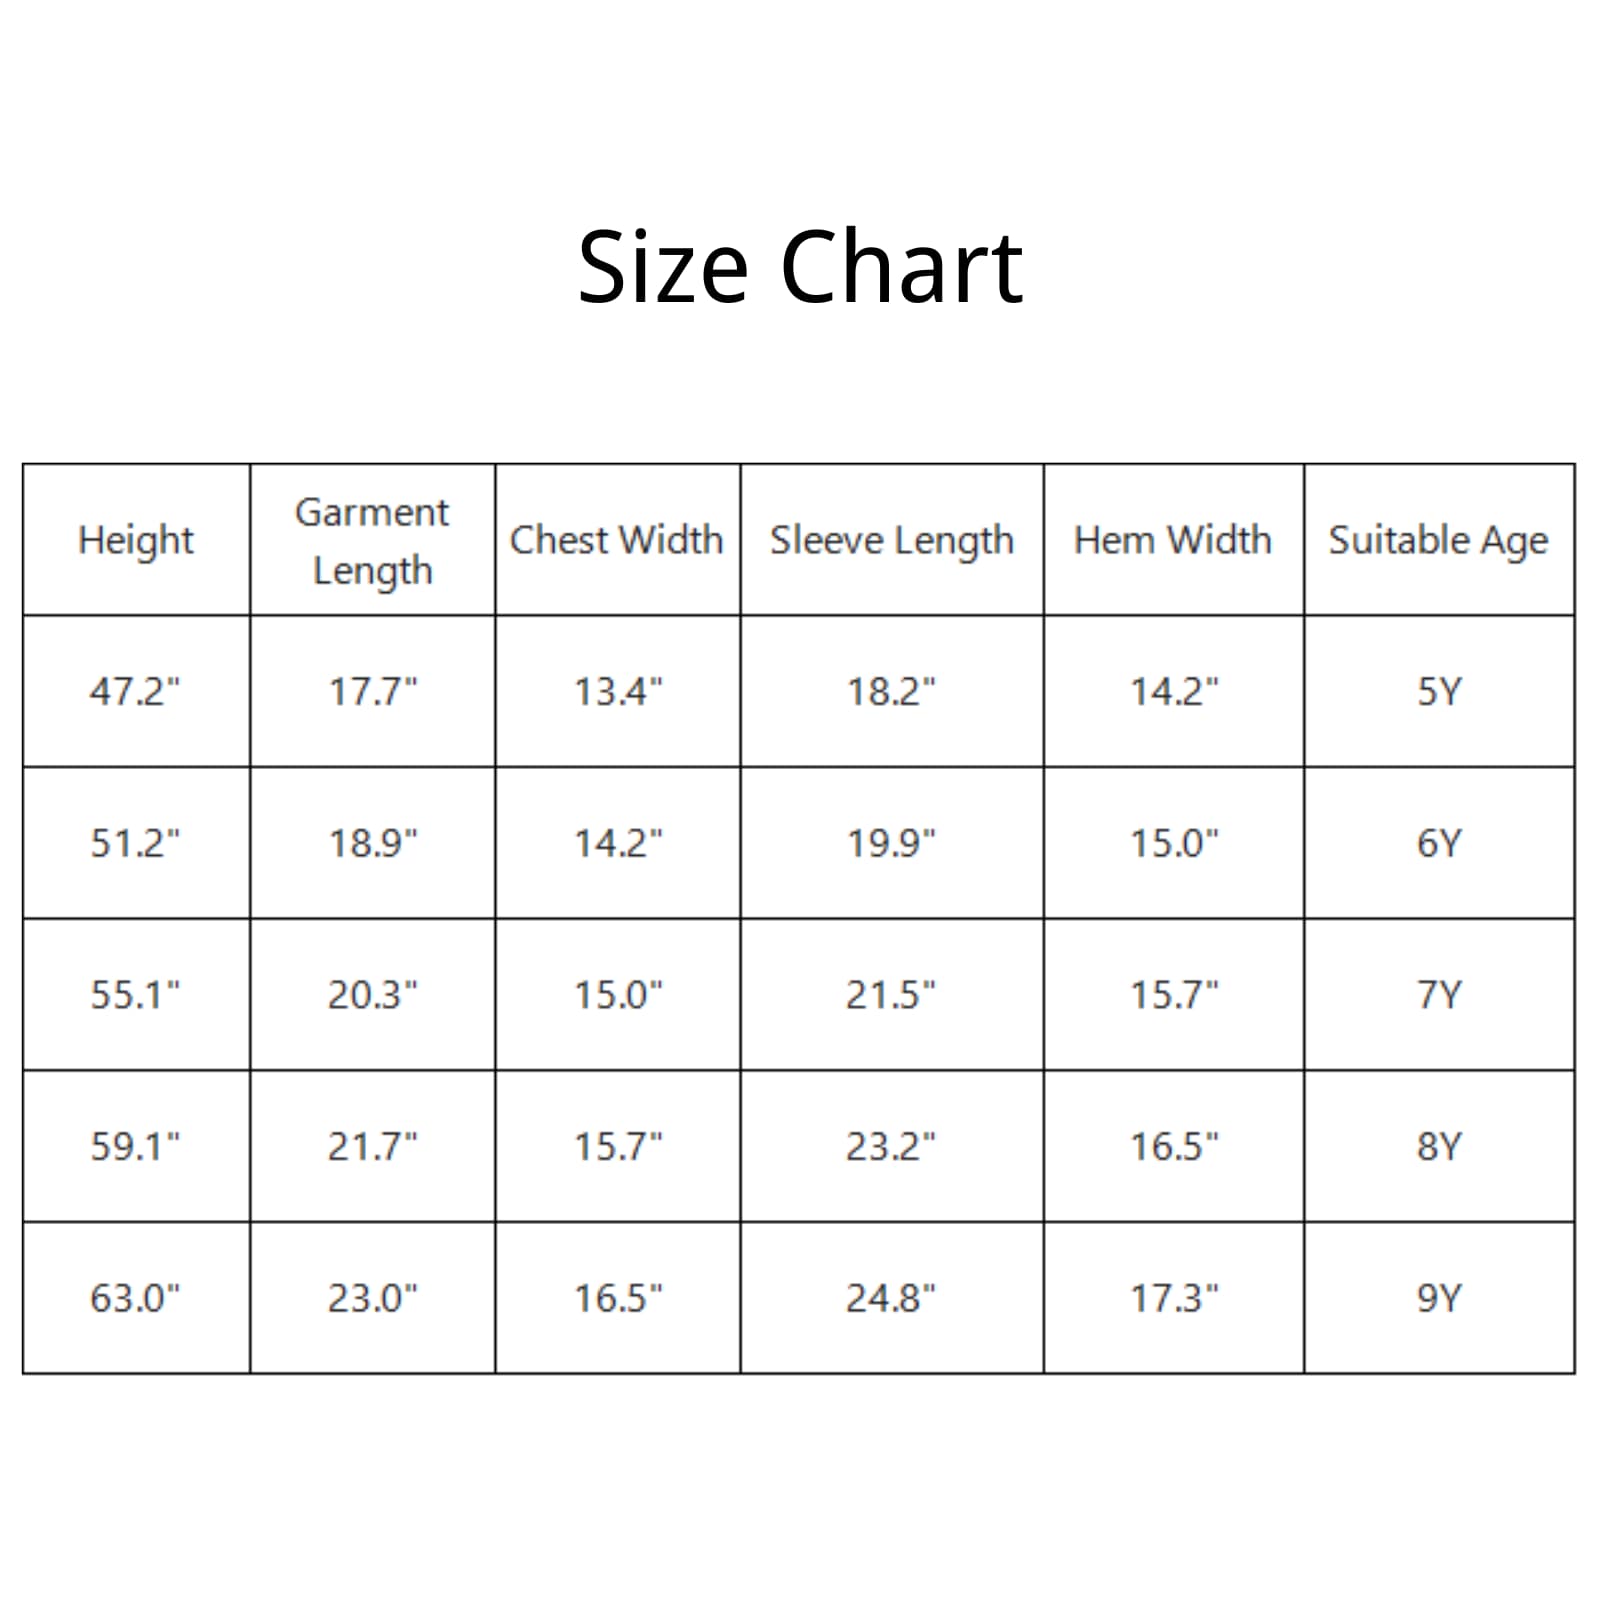 Size Chart
Height Garment Length Chest Width Sleeve Length Hem Width Suitable Age
47.2" 17.7" 13.4" 18.2" 14.2" 5Y
51.2" 18.9" 14.2" 19.9" 15.0" 6Y
55.1" 20.3" 15.0" 21.5" 15.7" 7Y
59.1" 21.7" 15.7" 23.2" 16.5" 8Y
63.0" 23.0" 16.5" 24.8" 17.3" 9Y